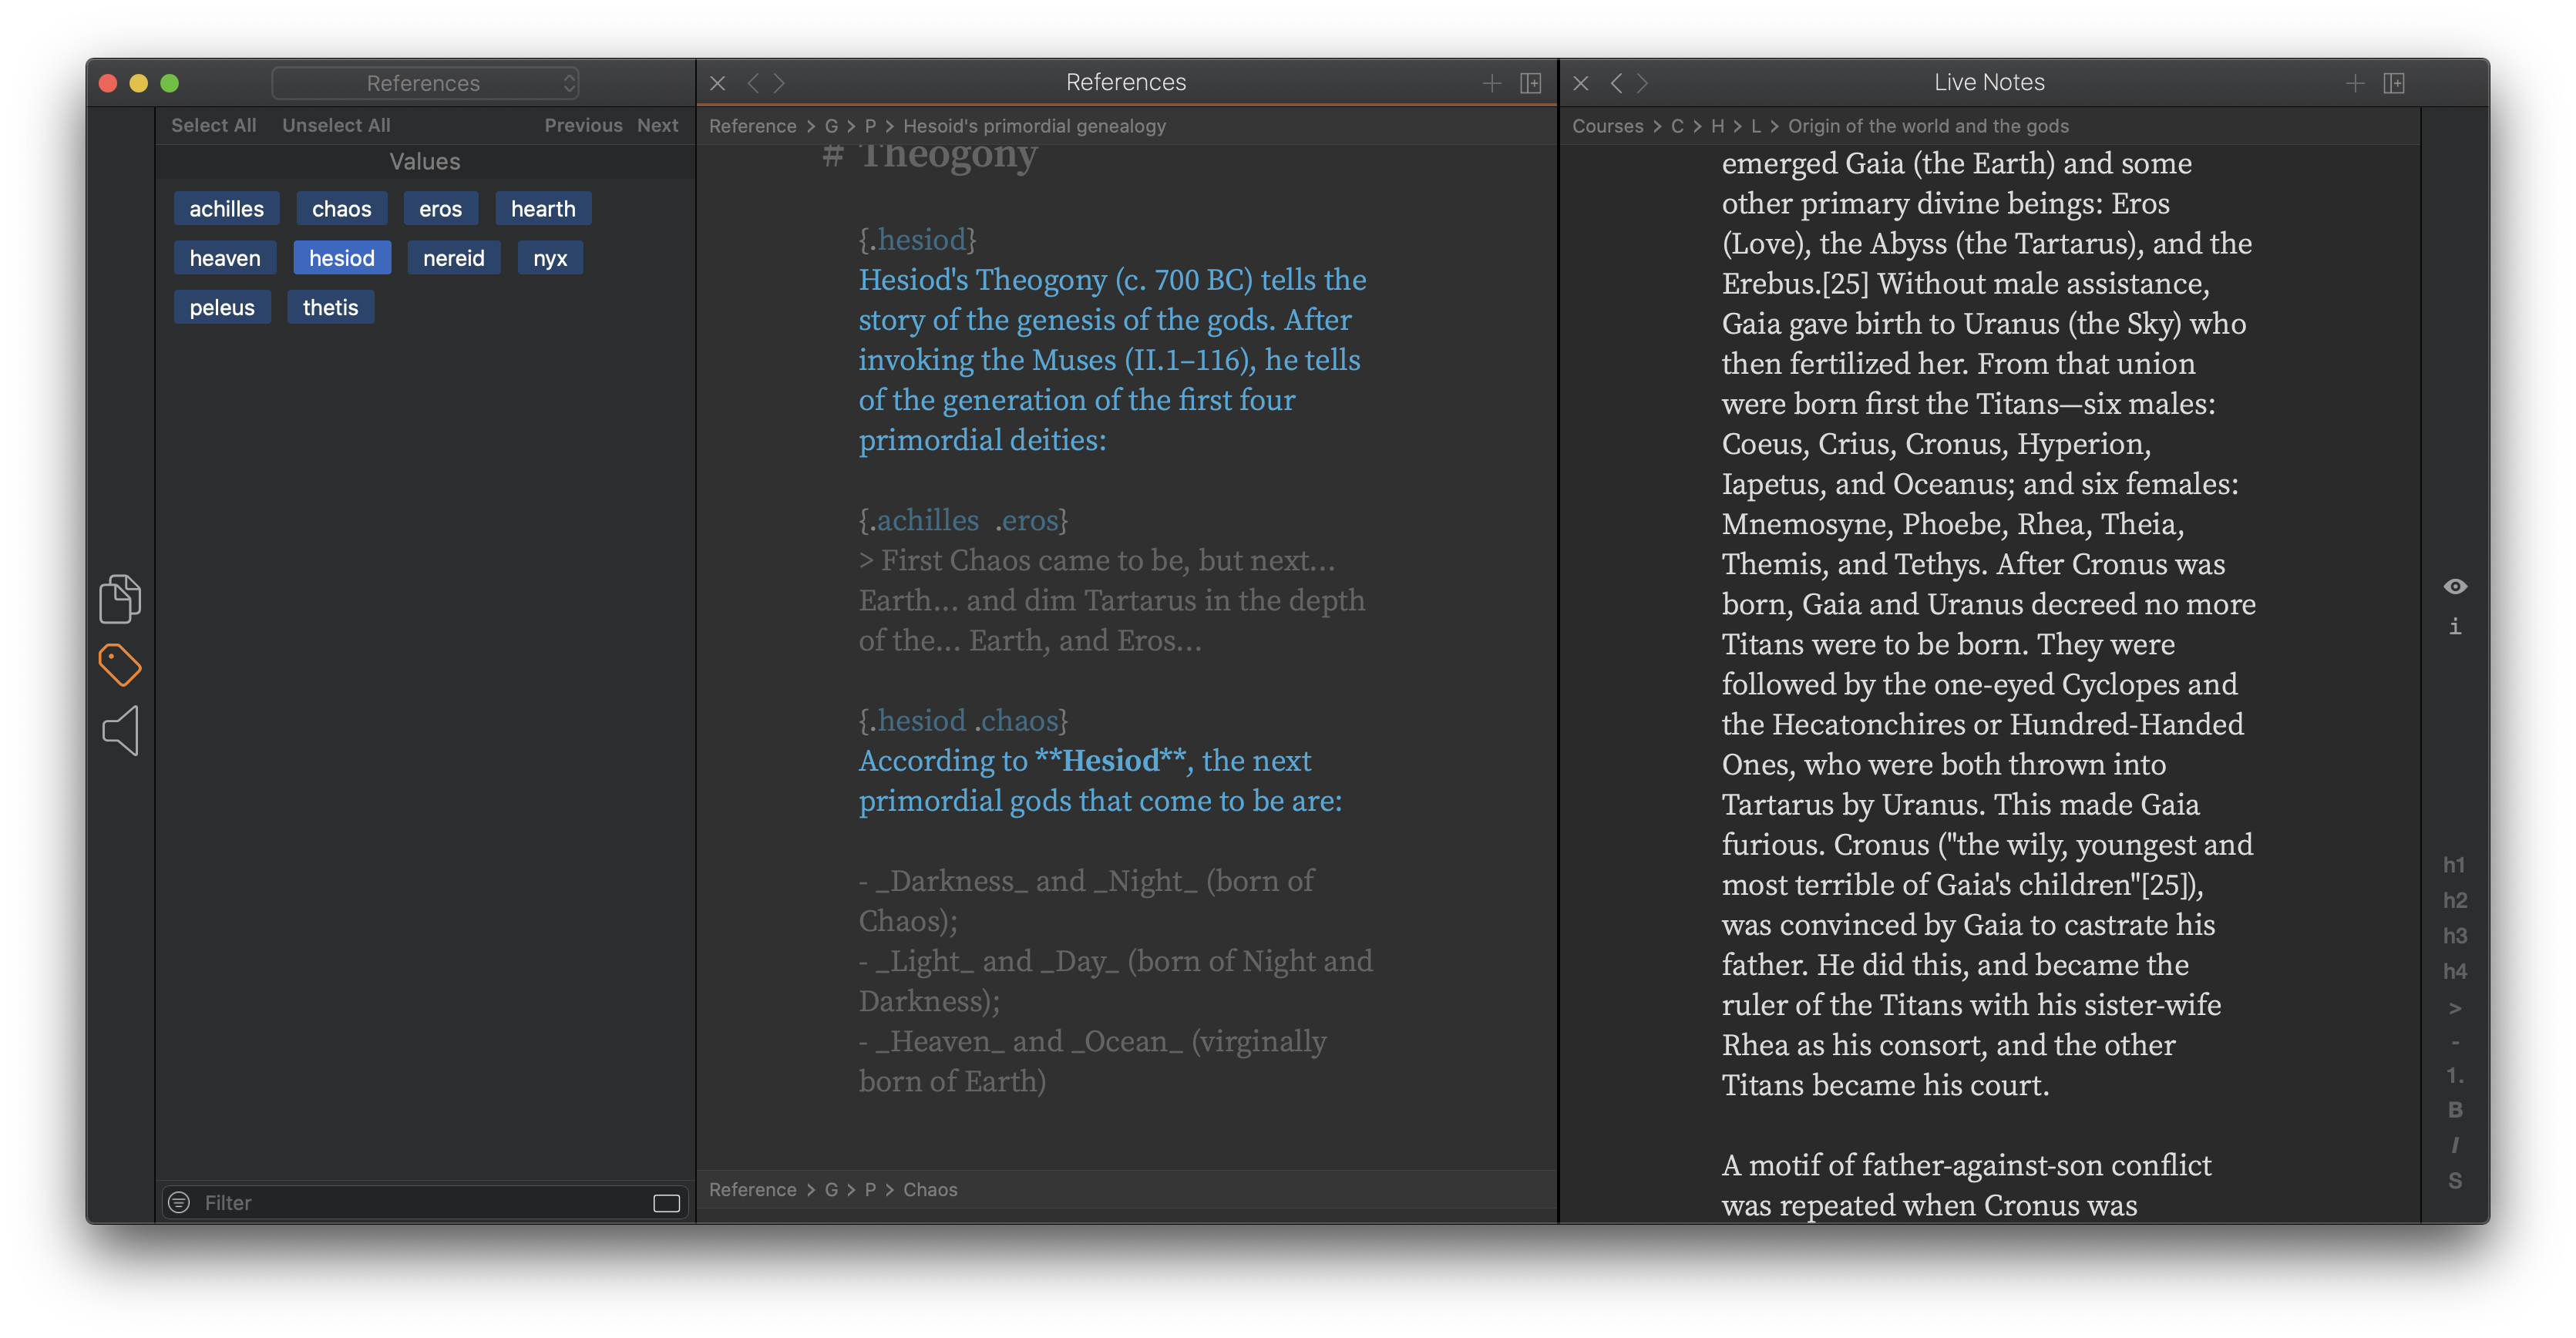 References
Select All Unselect All Previous Next
Values
achilles chaos eros hearth
heaven hesiod nereid nyx
peleus thetis
Filter
References
Reference > G > P > Hesoid's primordial genealogy
# Theogony
{.hesiod}
Hesiod's Theogony (c. 700 BC) tells the
story of the genesis of the gods. After
invoking the Muses (II.1–116), he tells
of the generation of the first four
primordial deities:
{.achilles .eros}
> First Chaos came to be, but next...
Earth... and dim Tartarus in the depth
of the... Earth, and Eros...
{.hesiod .chaos}
According to **Hesiod**, the next
primordial gods that come to be are:
- _Darkness_ and _Night_ (born of
Chaos);
- _Light_ and _Day_ (born of Night and
Darkness);
- _Heaven_ and _Ocean_ (virginally
born of Earth)
Reference > G > P > Chaos
Live Notes
Courses > C > H > L > Origin of the world and the gods
emerged Gaia (the Earth) and some
other primary divine beings: Eros
(Love), the Abyss (the Tartarus), and the
Erebus.[25] Without male assistance,
Gaia gave birth to Uranus (the Sky) who
then fertilized her. From that union
were born first the Titans—six males:
Coeus, Crius, Cronus, Hyperion,
Iapetus, and Oceanus; and six females:
Mnemosyne, Phoebe, Rhea, Theia,
Themis, and Tethys. After Cronus was
born, Gaia and Uranus decreed no more
Titans were to be born. They were
followed by the one-eyed Cyclopes and
the Hecatonchires or Hundred-Handed
Ones, who were both thrown into
Tartarus by Uranus. This made Gaia
furious. Cronus ("the wily, youngest and
most terrible of Gaia's children"[25]),
was convinced by Gaia to castrate his
father. He did this, and became the
ruler of the Titans with his sister-wife
Rhea as his consort, and the other
Titans became his court.
A motif of father-against-son conflict
was repeated when Cronus was
i
h1
h2
h3
h4
>
-
1.
B
I
S